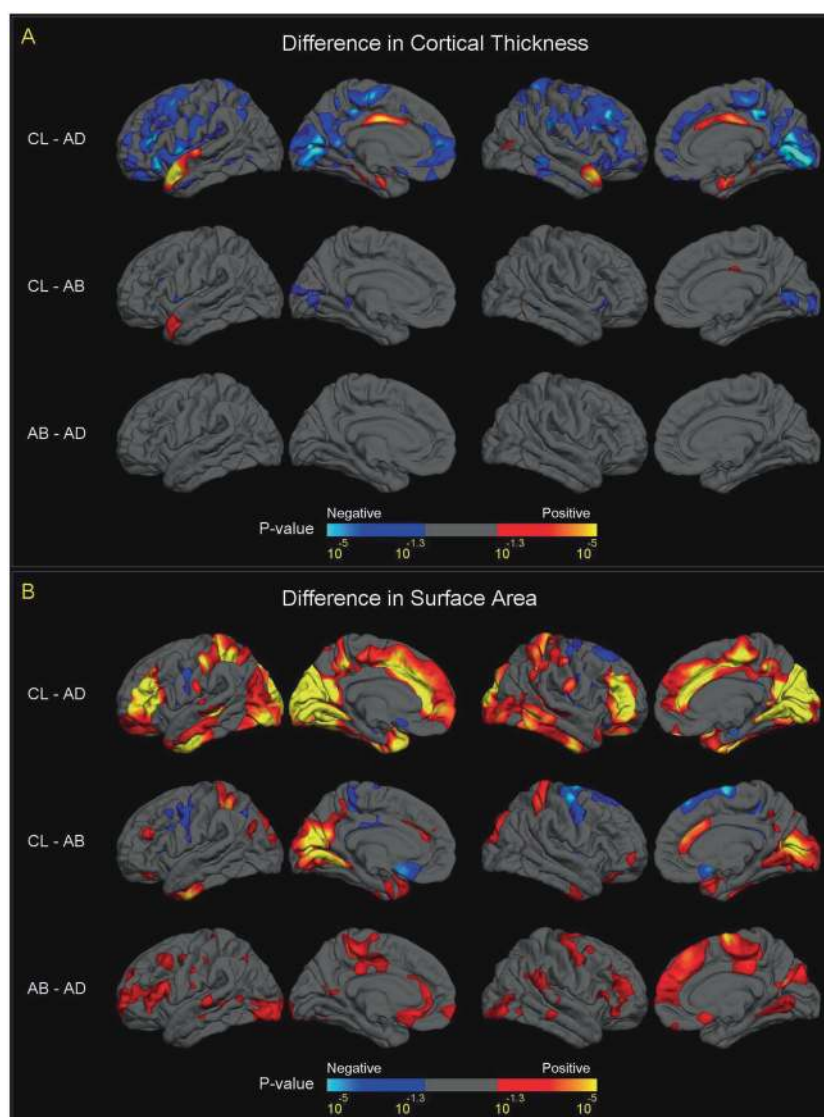 A
Difference in Cortical Thickness
CL - AD
CL - AB
AB - AD
Negative Positive
P-value
10^-5 10^-1.3 10^-1.3 10^-5
B
Difference in Surface Area
CL - AD
CL - AB
AB - AD
Negative Positive
P-value
10^-5 10^-1.3 10^-1.3 10^-5